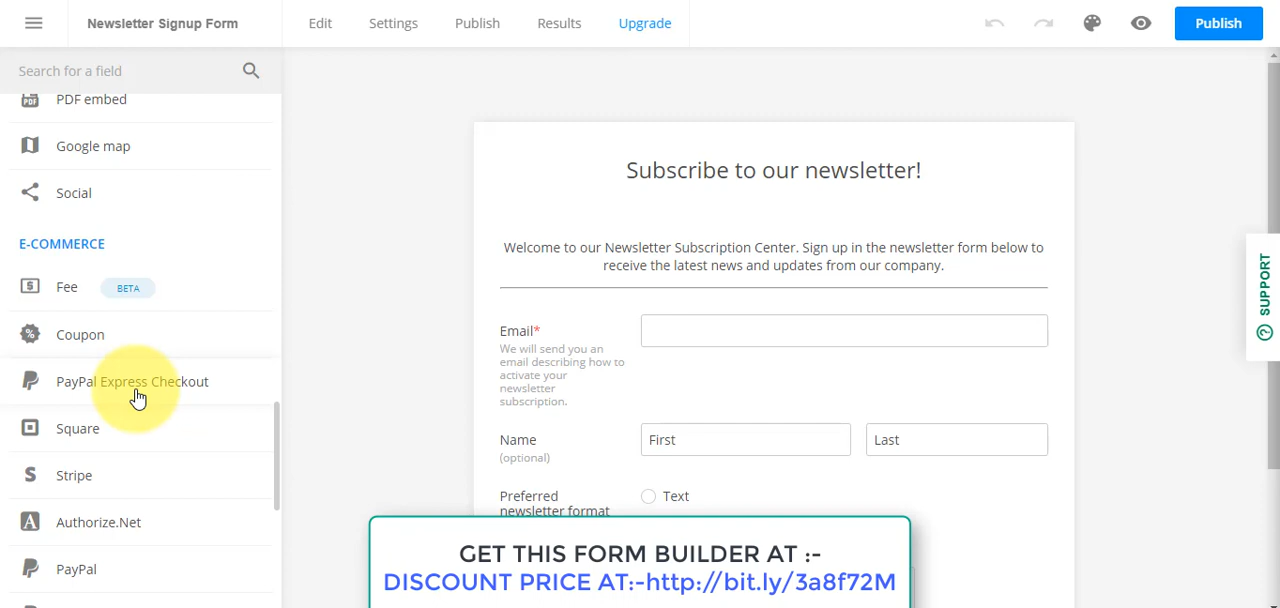 Newsletter Signup Form
Edit
Settings
Publish
Results
Upgrade
Publish
Search for a field
PDF embed
Google map
Social
E-COMMERCE
Fee
BETA
Coupon
PayPal Express Checkout
Square
Stripe
Authorize.Net
PayPal
Subscribe to our newsletter!
Welcome to our Newsletter Subscription Center. Sign up in the newsletter form below to
receive the latest news and updates from our company.
Email*
We will send you an
email describing how to
activate your
newsletter
subscription.
Name
(optional)
First
Last
Preferred
newsletter format
Text
SUPPORT
GET THIS FORM BUILDER AT :-
DISCOUNT PRICE AT:-http://bit.ly/3a8f72M